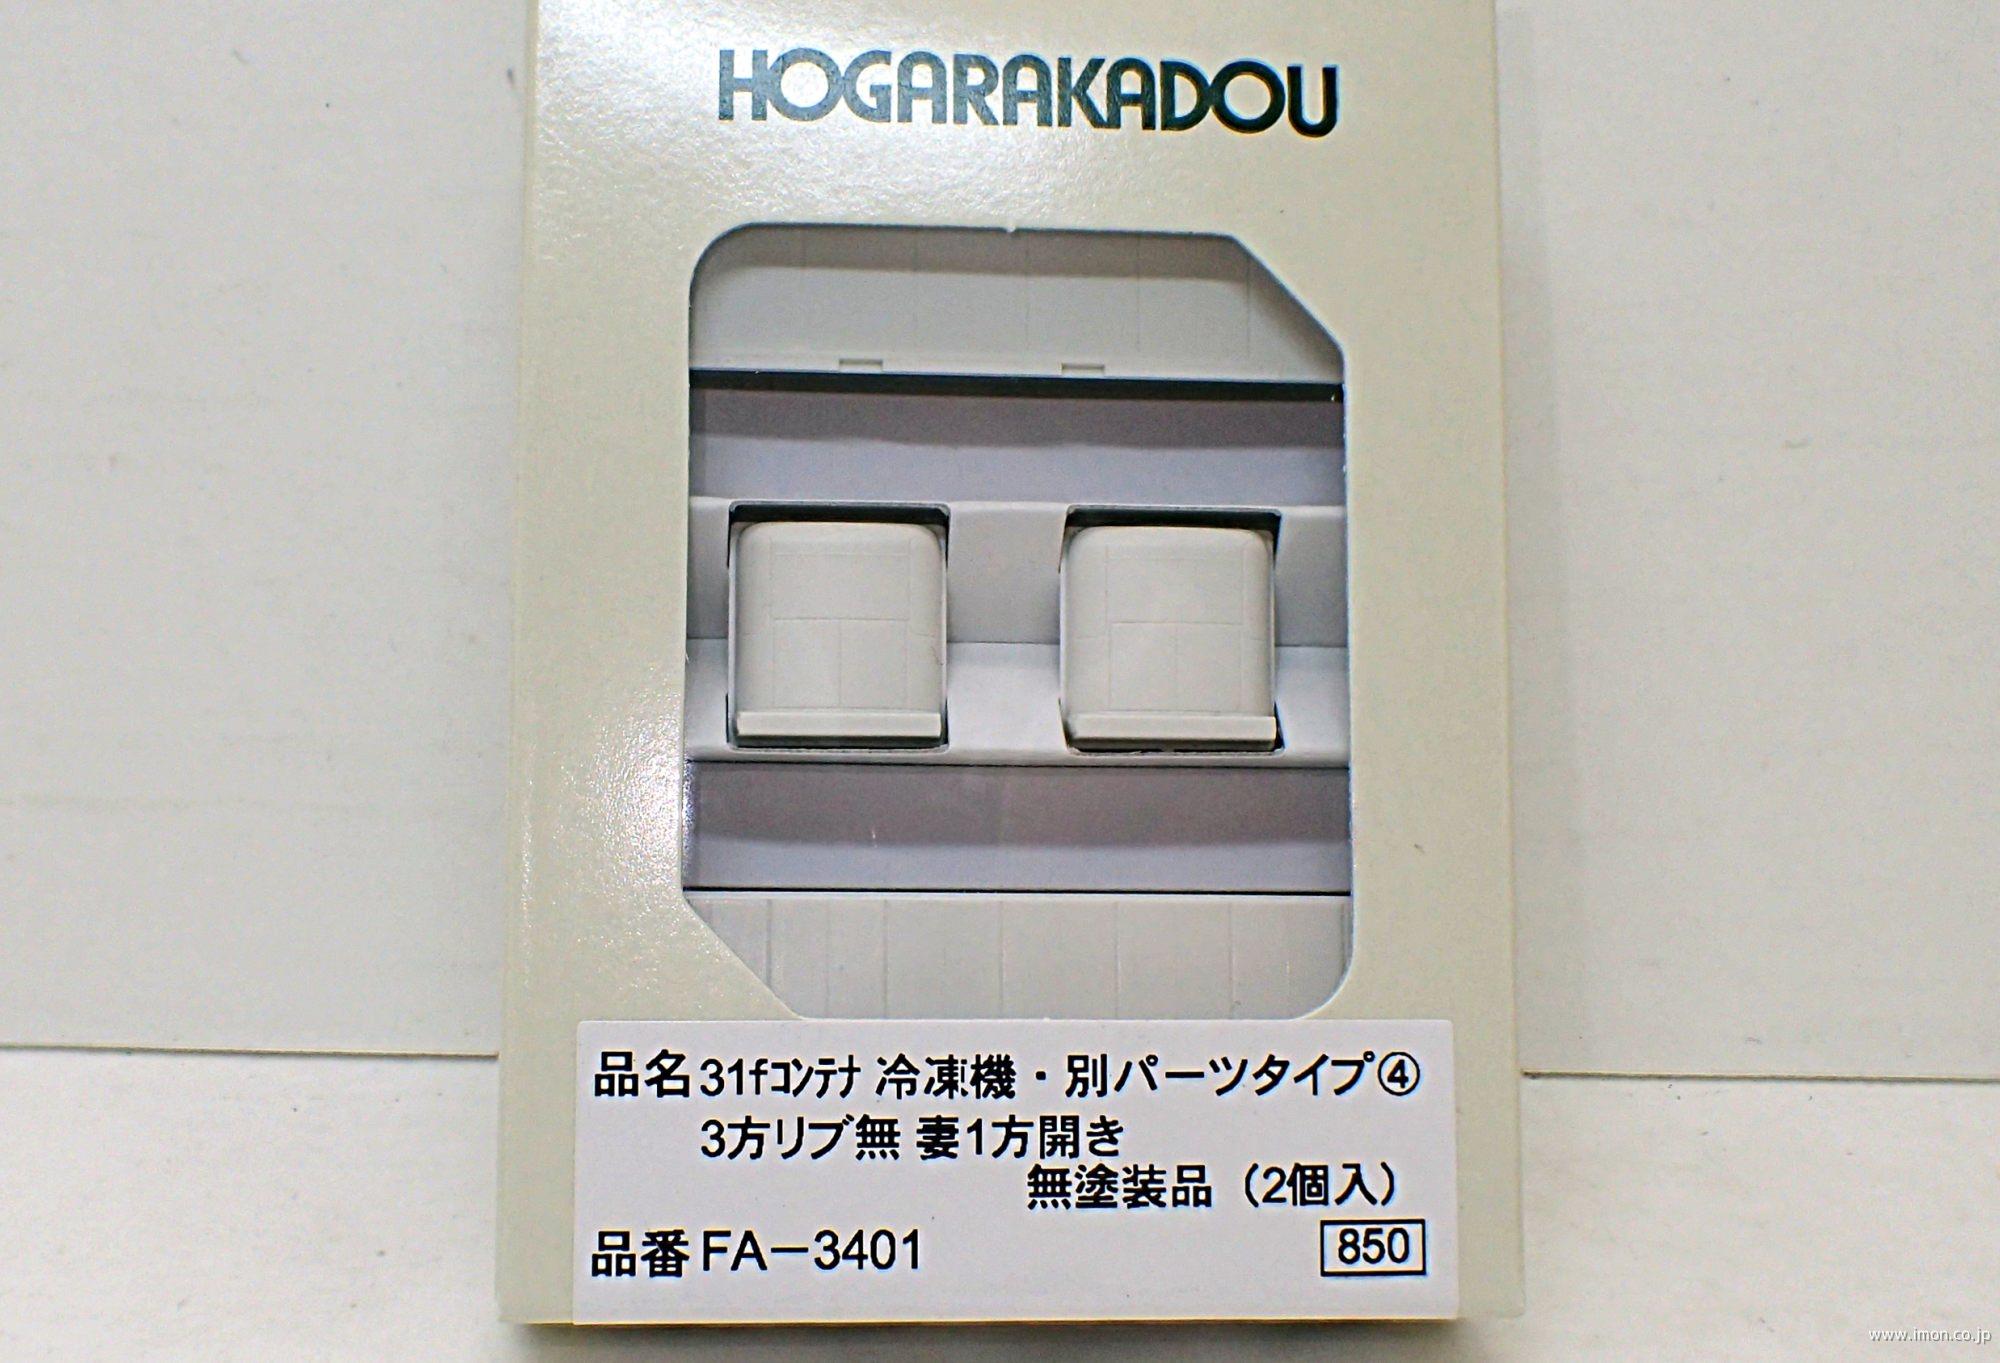 HOGARAKADOU
品名 31fｺﾝﾃﾅ 冷凍機・別パーツタイプ④
3方リブ無 妻1方開き
無塗装品（2個入）
品番 FA－3401
850
www.imon.co.jp